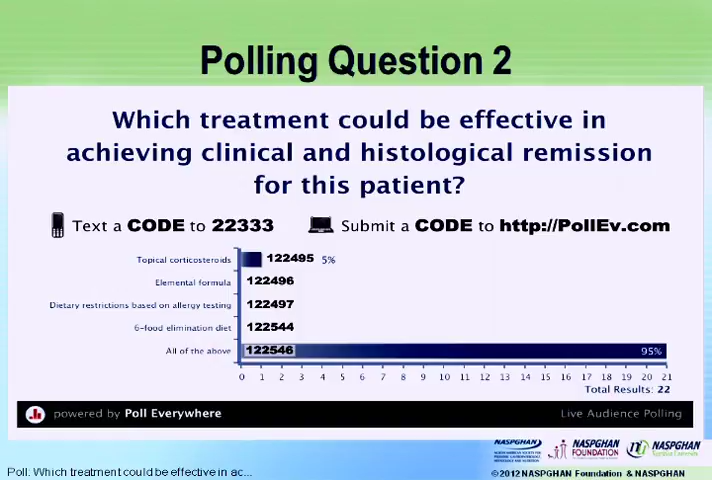 Polling Question 2
Which treatment could be effective in
achieving clinical and histological remission
for this patient?
Text a CODE to 22333
Submit a CODE to http://PollEv.com
Topical corticosteroids 122495 5%
Elemental formula 122496
Dietary restrictions based on allergy testing 122497
6-food elimination diet 122544
All of the above 122546 95%
0 1 2 3 4 5 6 7 8 9 10 11 12 13 14 15 16 17 18 19 20 21
Total Results: 22
powered by Poll Everywhere
Live Audience Polling
NASPGHAN
NASPGHAN
FOUNDATION
NASPGHAN
Poll: Which treatment could be effective in ac...
©2012 NASPGHAN Foundation & NASPGHAN